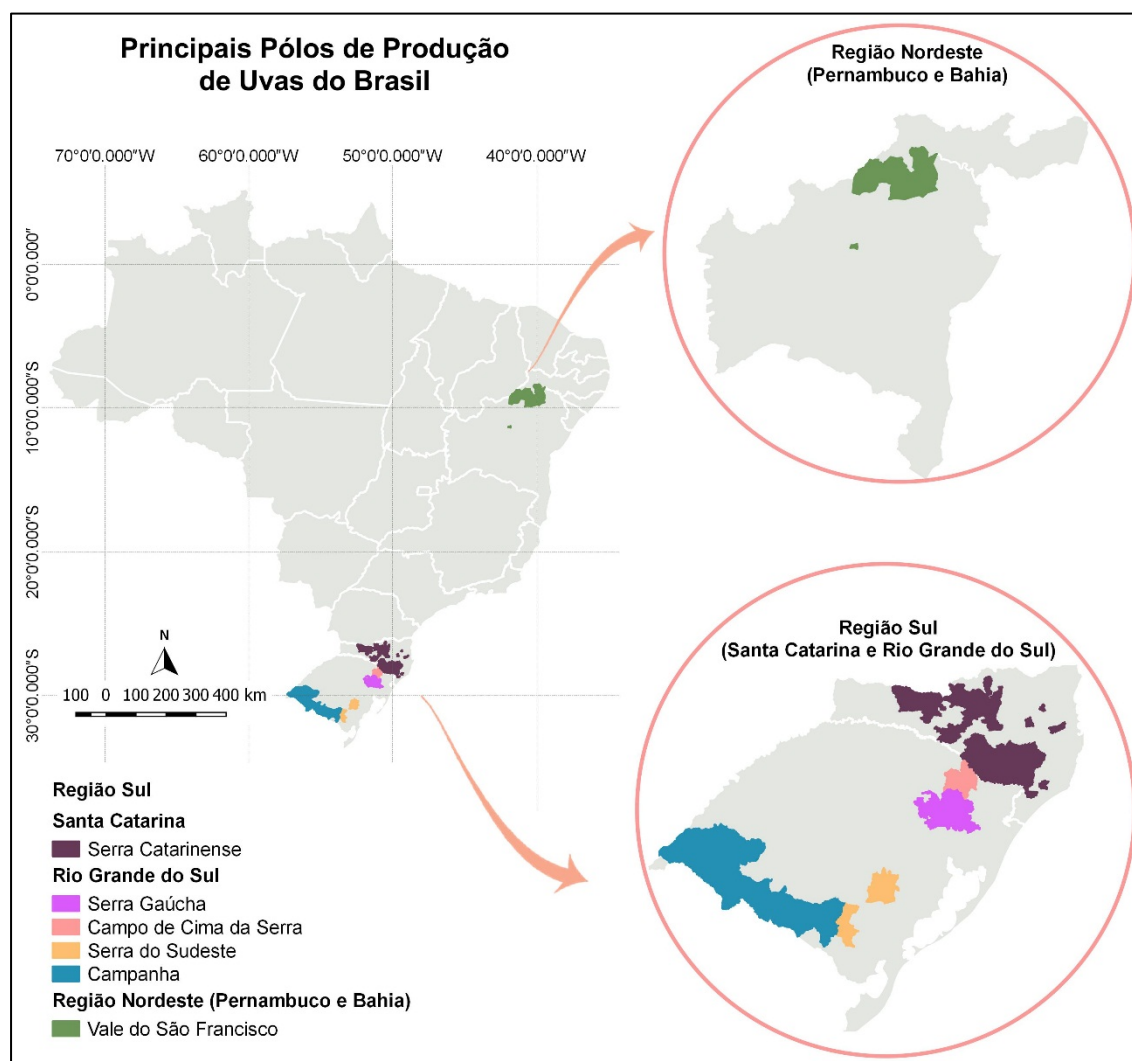 Principais Pólos de Produção
de Uvas do Brasil
70°0'0.000"W
60°0'0.000"W
50°0'0.000"W
40°0'0.000"W
0°0'0.000"
10°0'0.000"S
20°0'0.000"S
30°0'0.000"S
N
100 0 100 200 300 400 km
Região Sul
Santa Catarina
Serra Catarinense
Rio Grande do Sul
Serra Gaúcha
Campo de Cima da Serra
Serra do Sudeste
Campanha
Região Nordeste (Pernambuco e Bahia)
Vale do São Francisco
Região Nordeste
(Pernambuco e Bahia)
Região Sul
(Santa Catarina e Rio Grande do Sul)